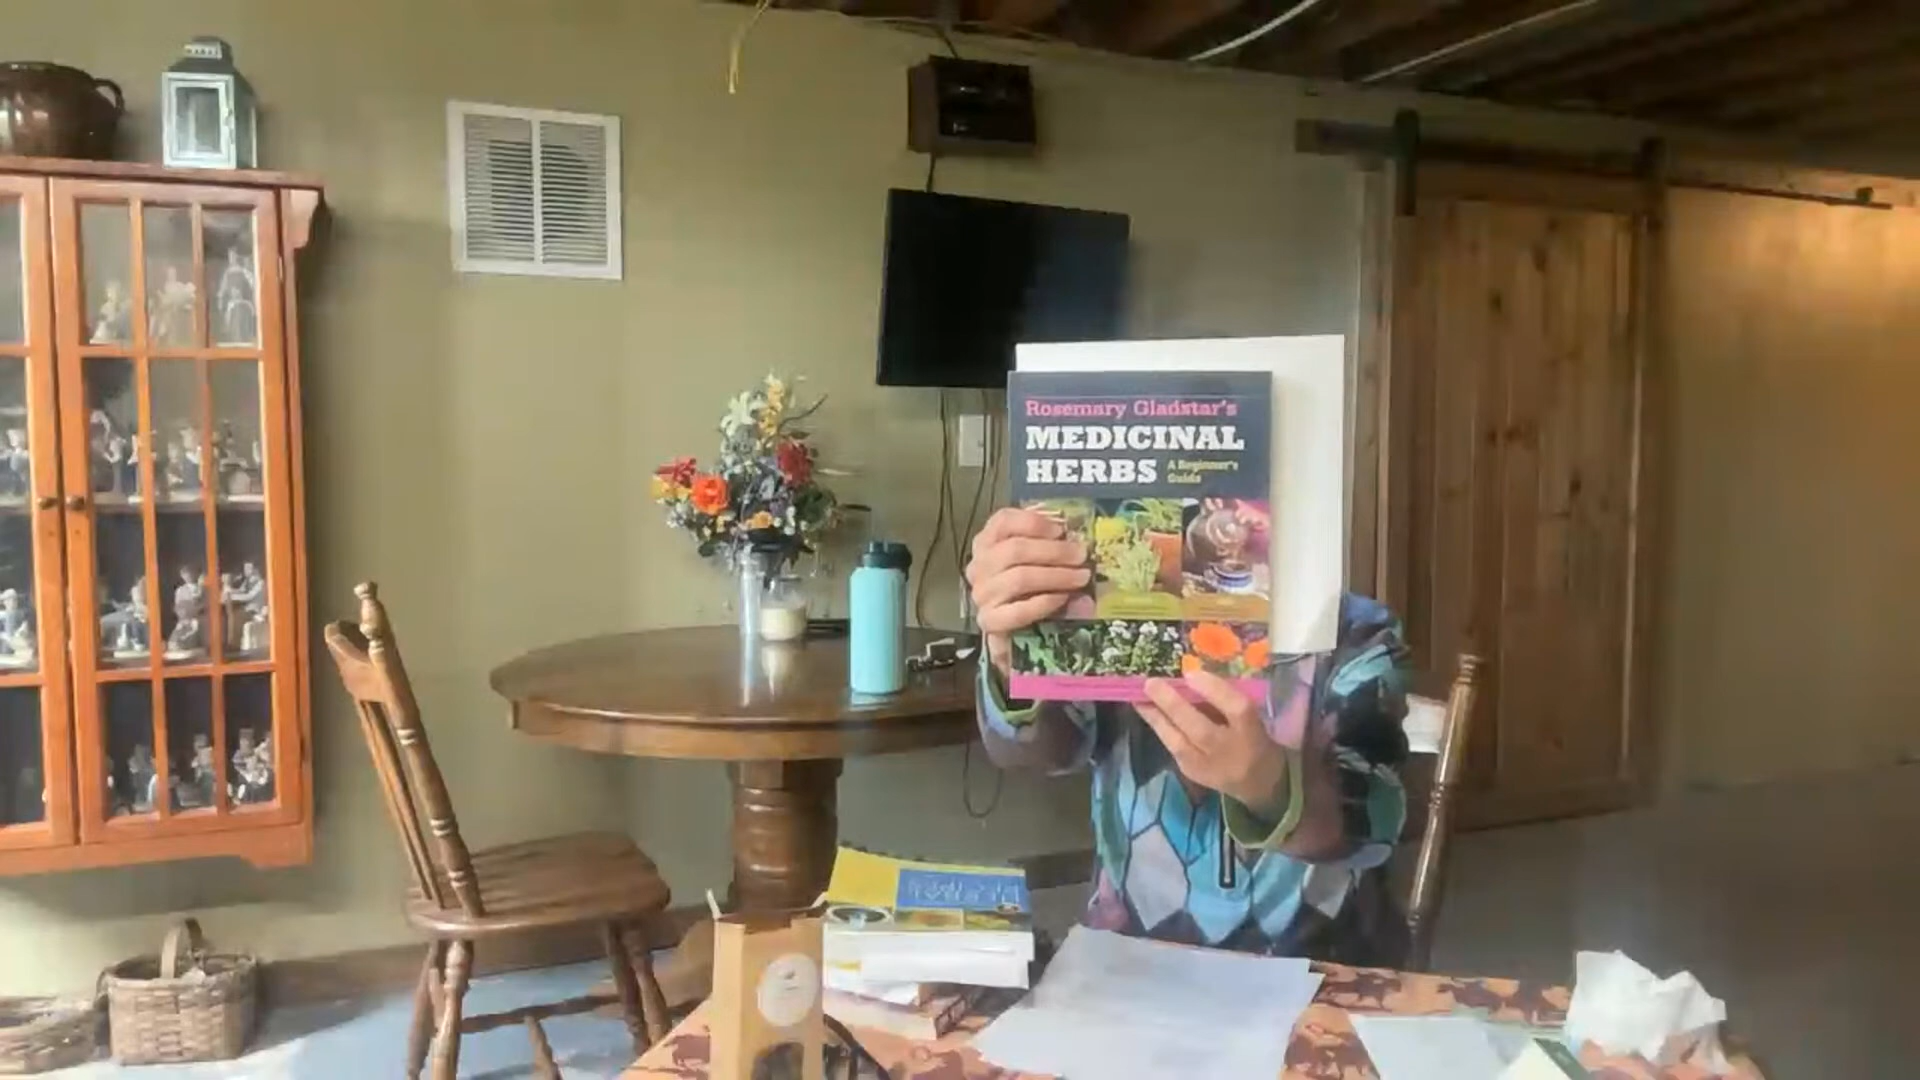 Rosemary Gladstar's
MEDICINAL
HERBS
A Beginner's
Guide